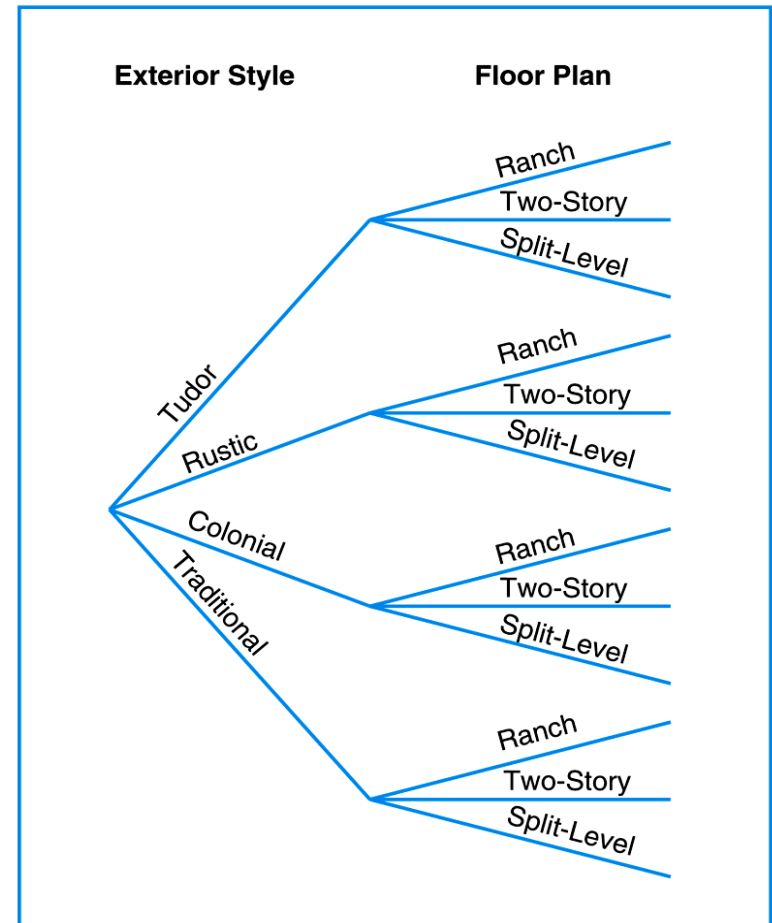 Exterior Style
Floor Plan
Tudor
Ranch
Two-Story
Split-Level
Rustic
Ranch
Two-Story
Split-Level
Colonial
Ranch
Two-Story
Split-Level
Traditional
Ranch
Two-Story
Split-Level